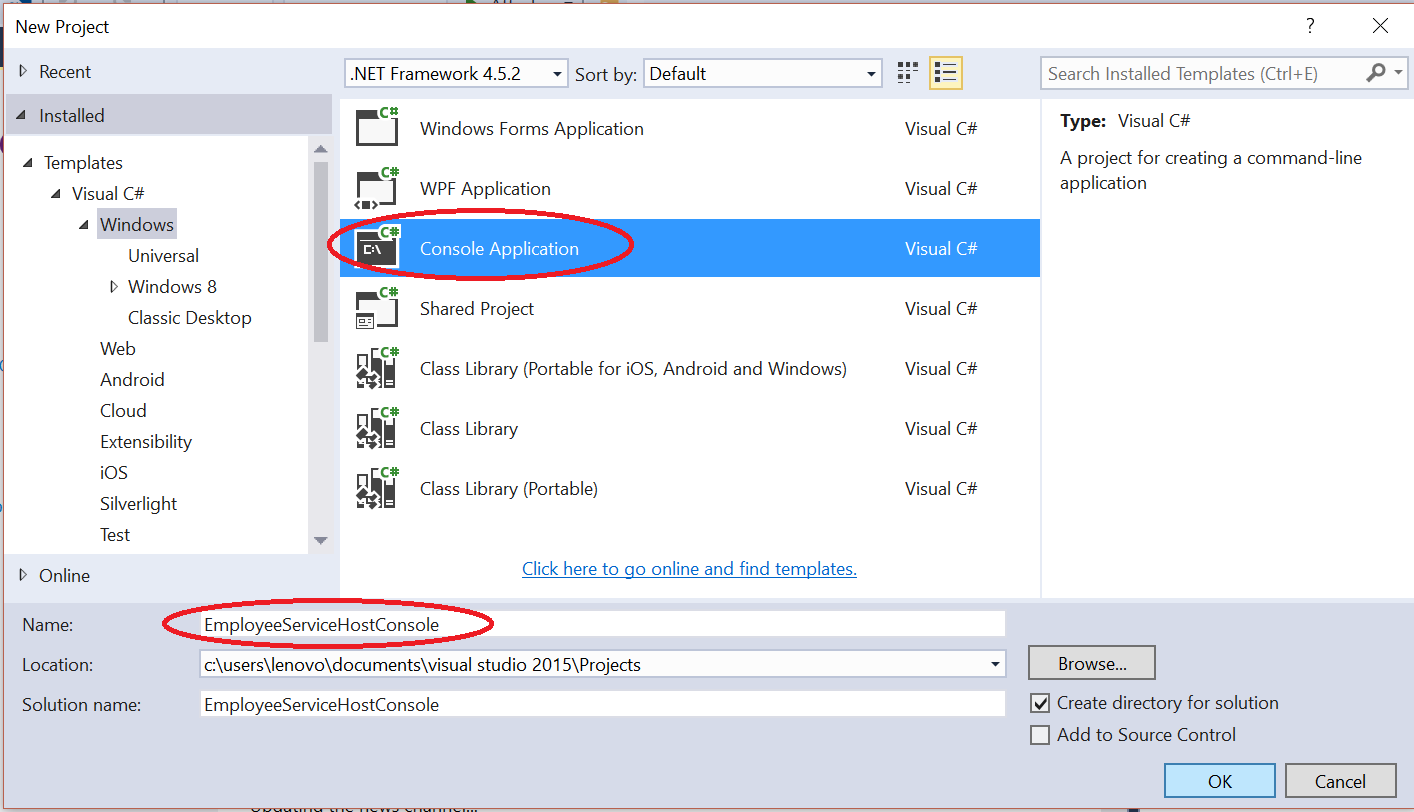 New Project
?
Recent
.NET Framework 4.5.2
Sort by:
Default
Search Installed Templates (Ctrl+E)
Installed
Templates
Visual C#
Windows
Universal
Windows 8
Classic Desktop
Web
Android
Cloud
Extensibility
iOS
Silverlight
Test
Online
C#
Windows Forms Application
Visual C#
C#
WPF Application
Visual C#
C#
C:\
Console Application
Visual C#
C#
Shared Project
Visual C#
C#
Class Library (Portable for iOS, Android and Windows)
Visual C#
C#
Class Library
Visual C#
C#
Class Library (Portable)
Visual C#
Click here to go online and find templates.
Type: Visual C#
A project for creating a command-line
application
Name:
EmployeeServiceHostConsole
Location:
c:\users\lenovo\documents\visual studio 2015\Projects
Browse...
Solution name:
EmployeeServiceHostConsole
Create directory for solution
Add to Source Control
OK
Cancel
Updating the news channel...